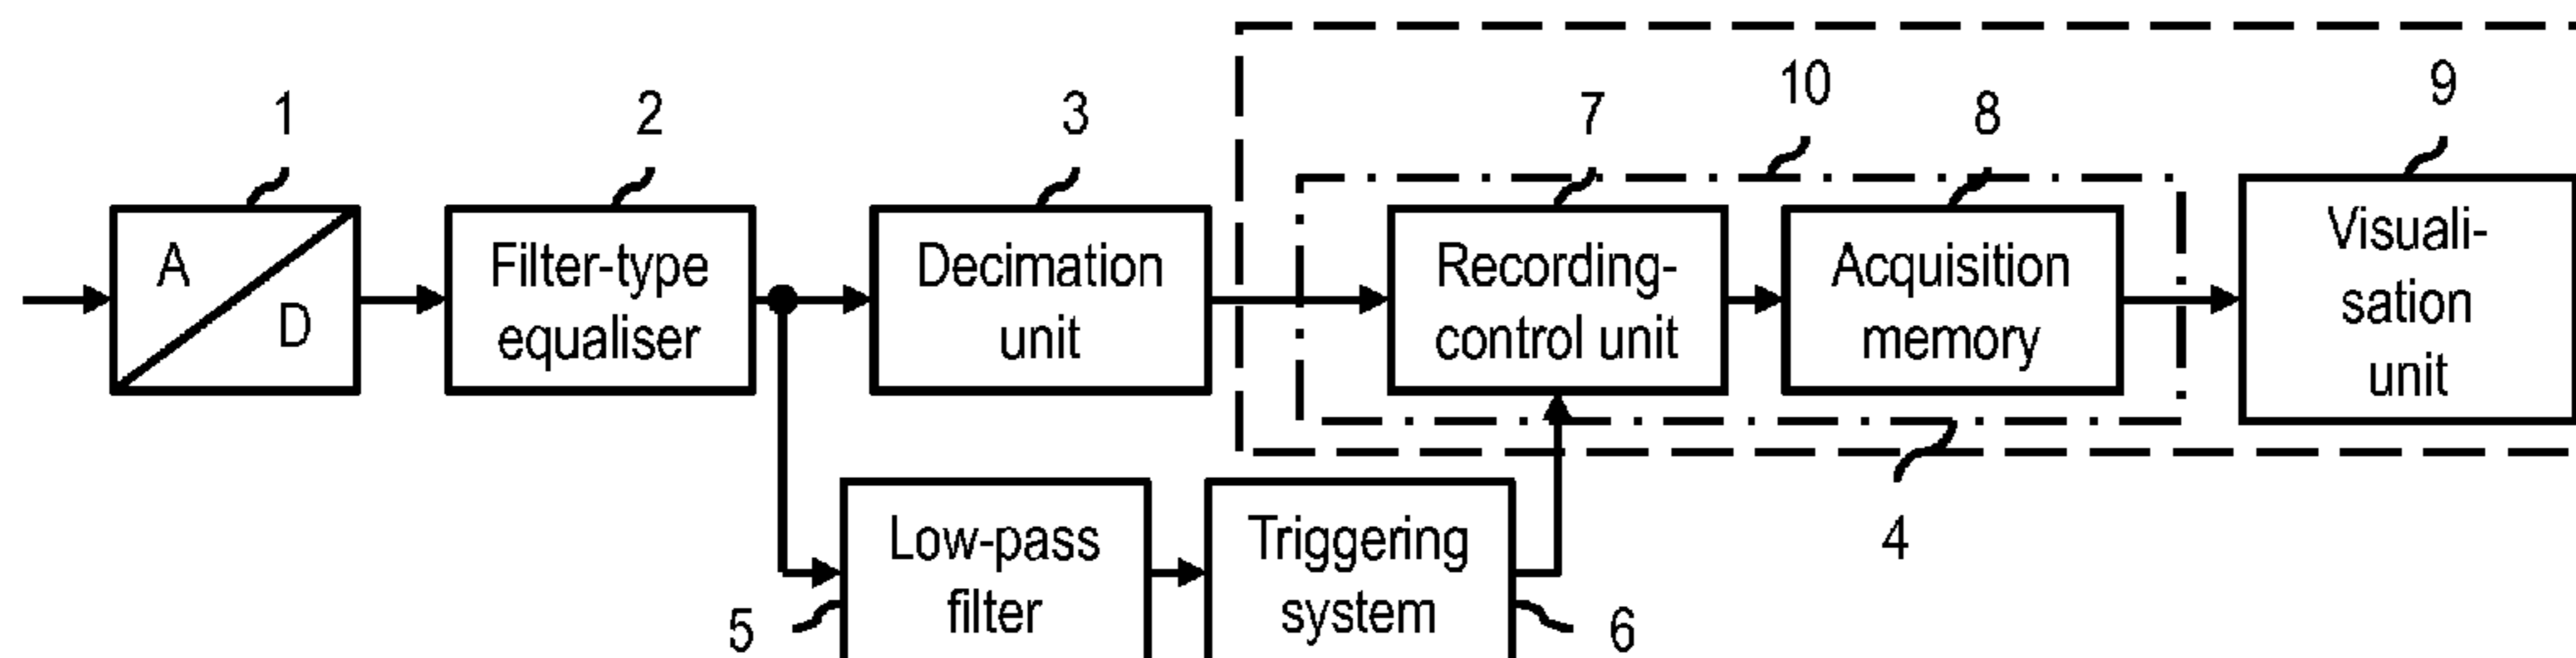 1
2
3
7
10
8
9
A
D
Filter-type
equaliser
Decimation
unit
Recording-
control unit
Acquisition
memory
Visuali-
sation
unit
4
5
Low-pass
filter
Triggering
system
6